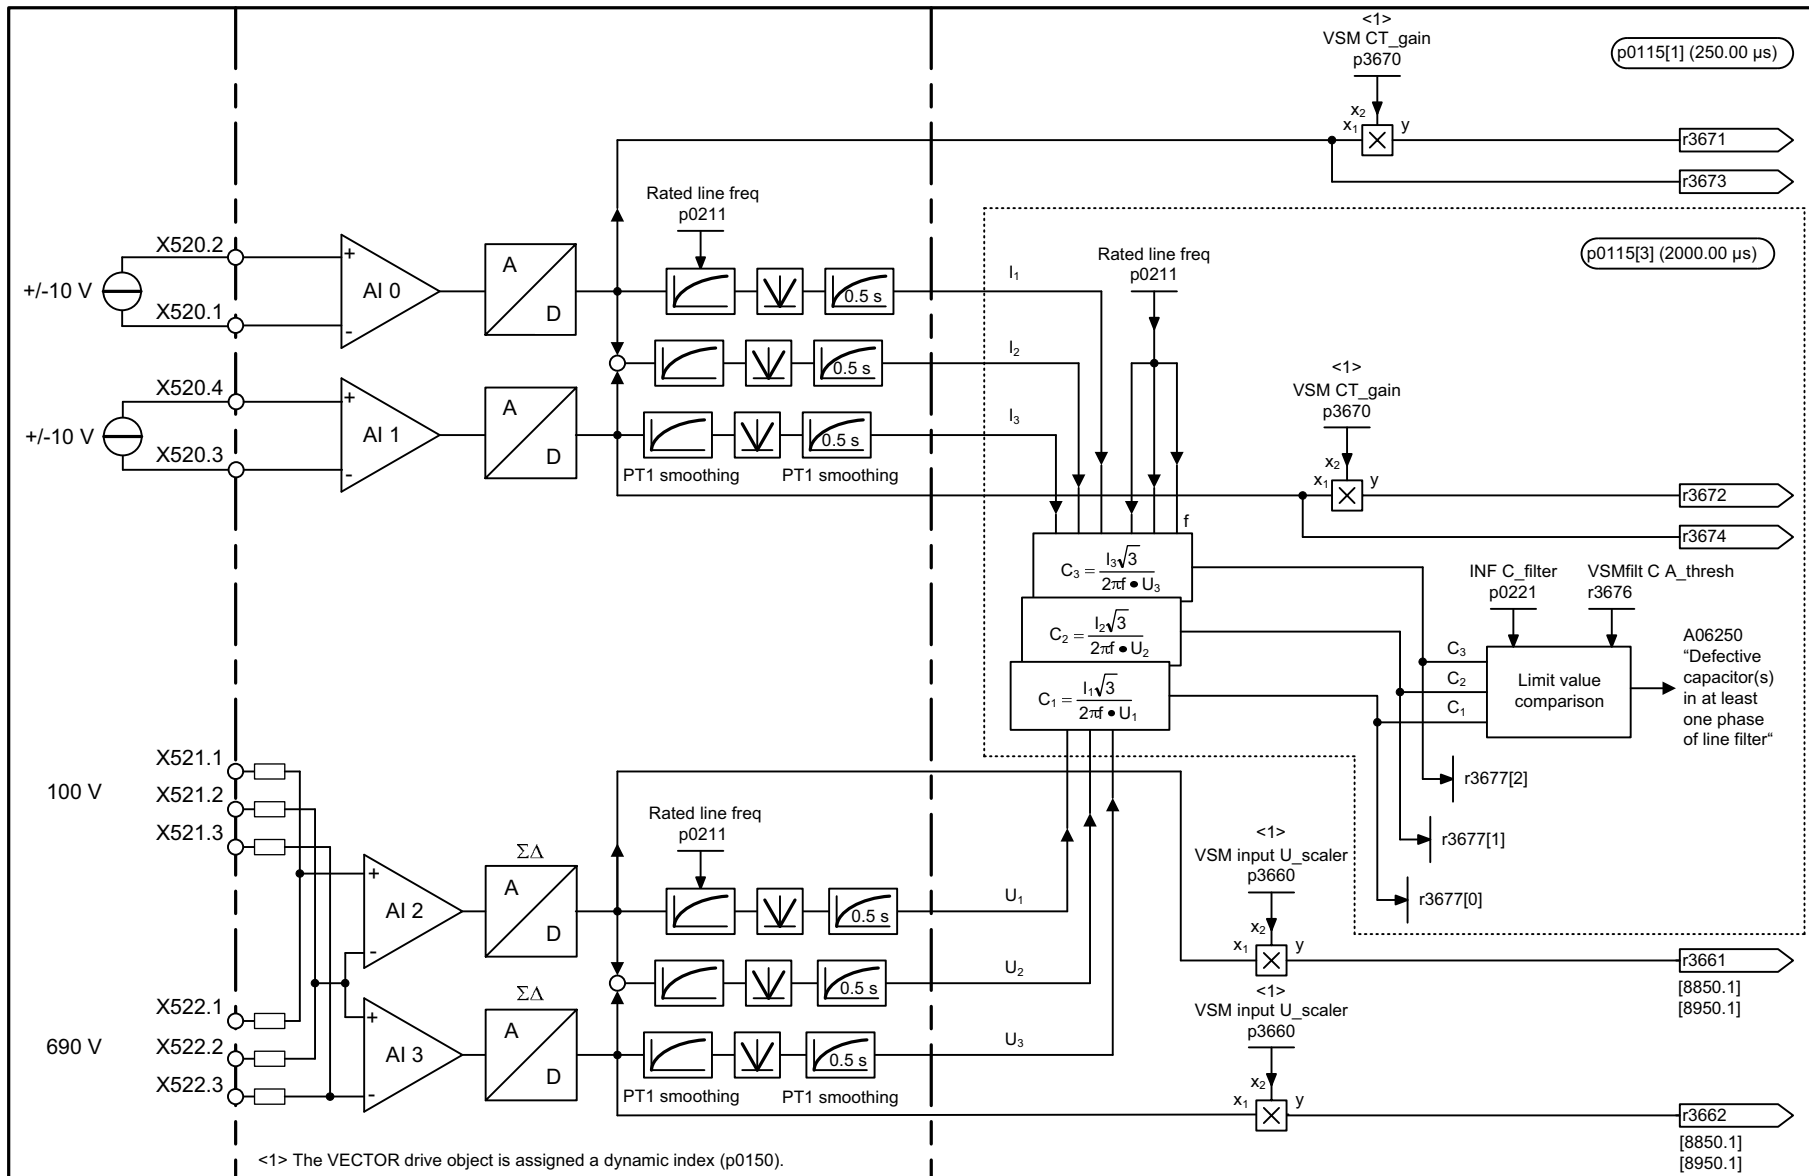 <1>
VSM CT_gain
p3670
p0115[1] (250.00 µs)
x2
x1
y
r3671
r3673
Rated line freq
p0211
X520.2
+/-10 V
X520.1
+
-
AI 0
A
D
0.5 s
I1
Rated line freq
p0211
p0115[3] (2000.00 µs)
0.5 s
I2
X520.4
+/-10 V
X520.3
+
-
AI 1
A
D
0.5 s
I3
PT1 smoothing
PT1 smoothing
<1>
VSM CT_gain
p3670
x2
x1
y
r3672
r3674
f
C3 = I3√3 / 2πf • U3
C2 = I2√3 / 2πf • U2
C1 = I1√3 / 2πf • U1
INF C_filter
p0221
VSMfilt C A_thresh
r3676
C3
C2
C1
Limit value
comparison
A06250
“Defective
capacitor(s)
in at least
one phase
of line filter“
r3677[2]
r3677[1]
r3677[0]
100 V
X521.1
X521.2
X521.3
690 V
X522.1
X522.2
X522.3
+
-
AI 2
ΣΔ
A
D
Rated line freq
p0211
0.5 s
U1
0.5 s
U2
+
-
AI 3
ΣΔ
A
D
0.5 s
U3
PT1 smoothing
PT1 smoothing
<1>
VSM input U_scaler
p3660
x2
x1
y
r3661
[8850.1]
[8950.1]
<1>
VSM input U_scaler
p3660
x2
x1
y
r3662
[8850.1]
[8950.1]
<1> The VECTOR drive object is assigned a dynamic index (p0150).